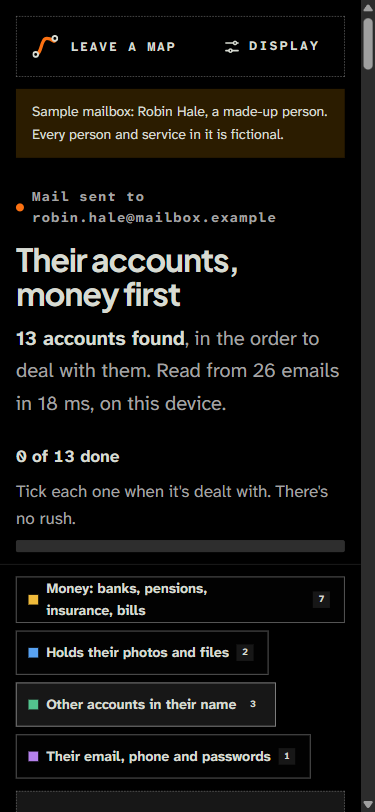 LEAVE A MAP
DISPLAY
Sample mailbox: Robin Hale, a made-up person.
Every person and service in it is fictional.
Mail sent to
robin.hale@mailbox.example
Their accounts,
money first
13 accounts found, in the order to
deal with them. Read from 26 emails
in 18 ms, on this device.
0 of 13 done
Tick each one when it's dealt with. There's
no rush.
Money: banks, pensions,
insurance, bills
7
Holds their photos and files 2
Other accounts in their name 3
Their email, phone and passwords 1